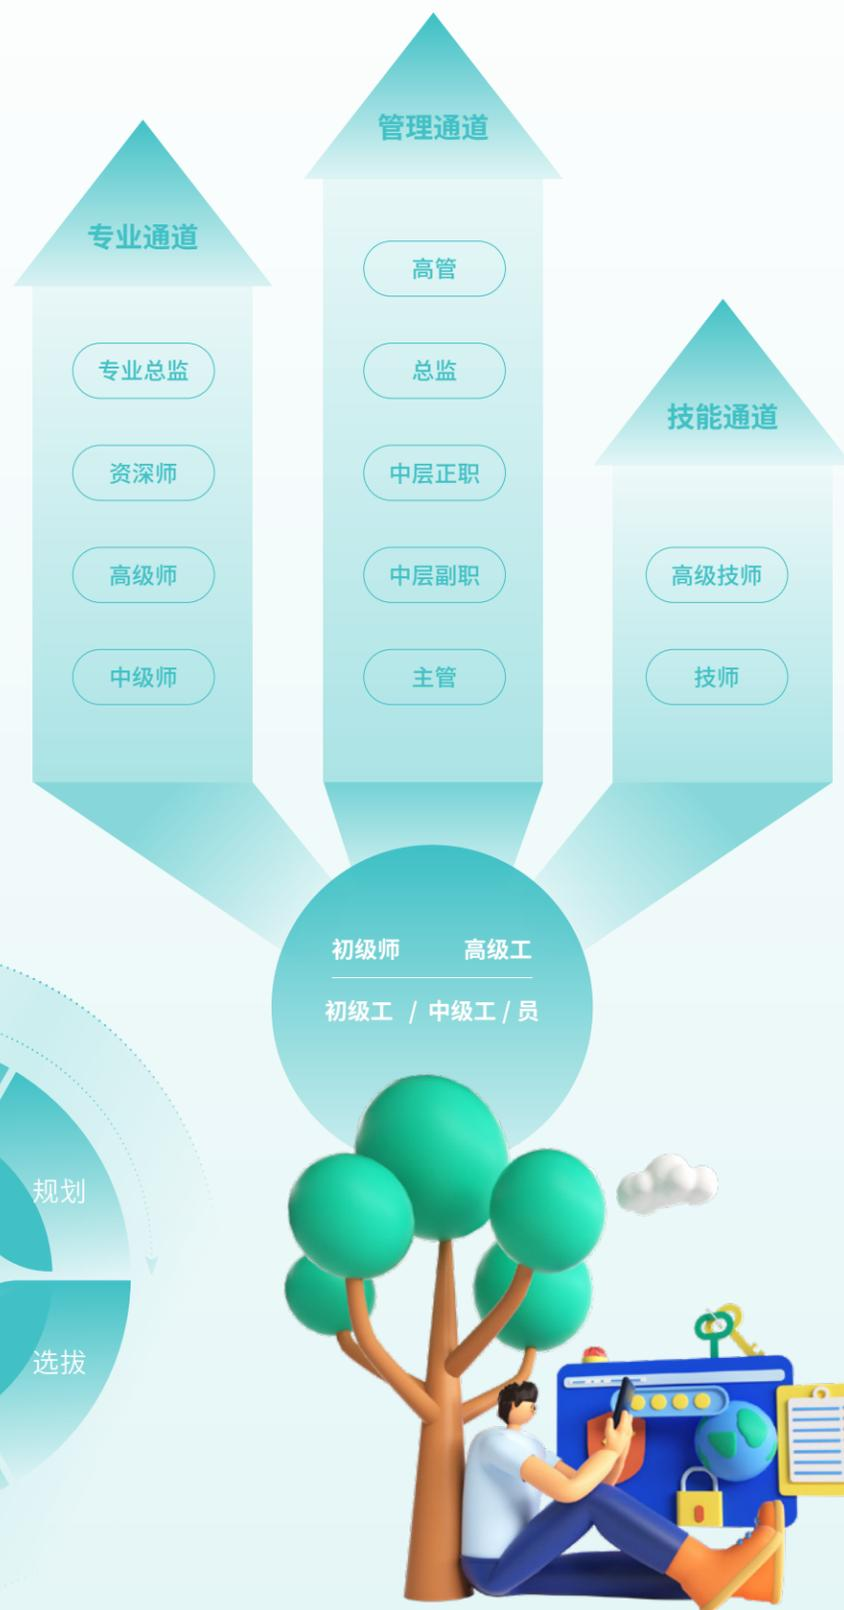 管理通道
高管
总监
中层正职
中层副职
主管
专业通道
专业总监
资深师
高级师
中级师
技能通道
高级技师
技师
初级师 高级工
初级工 / 中级工 / 员
规划
选拔